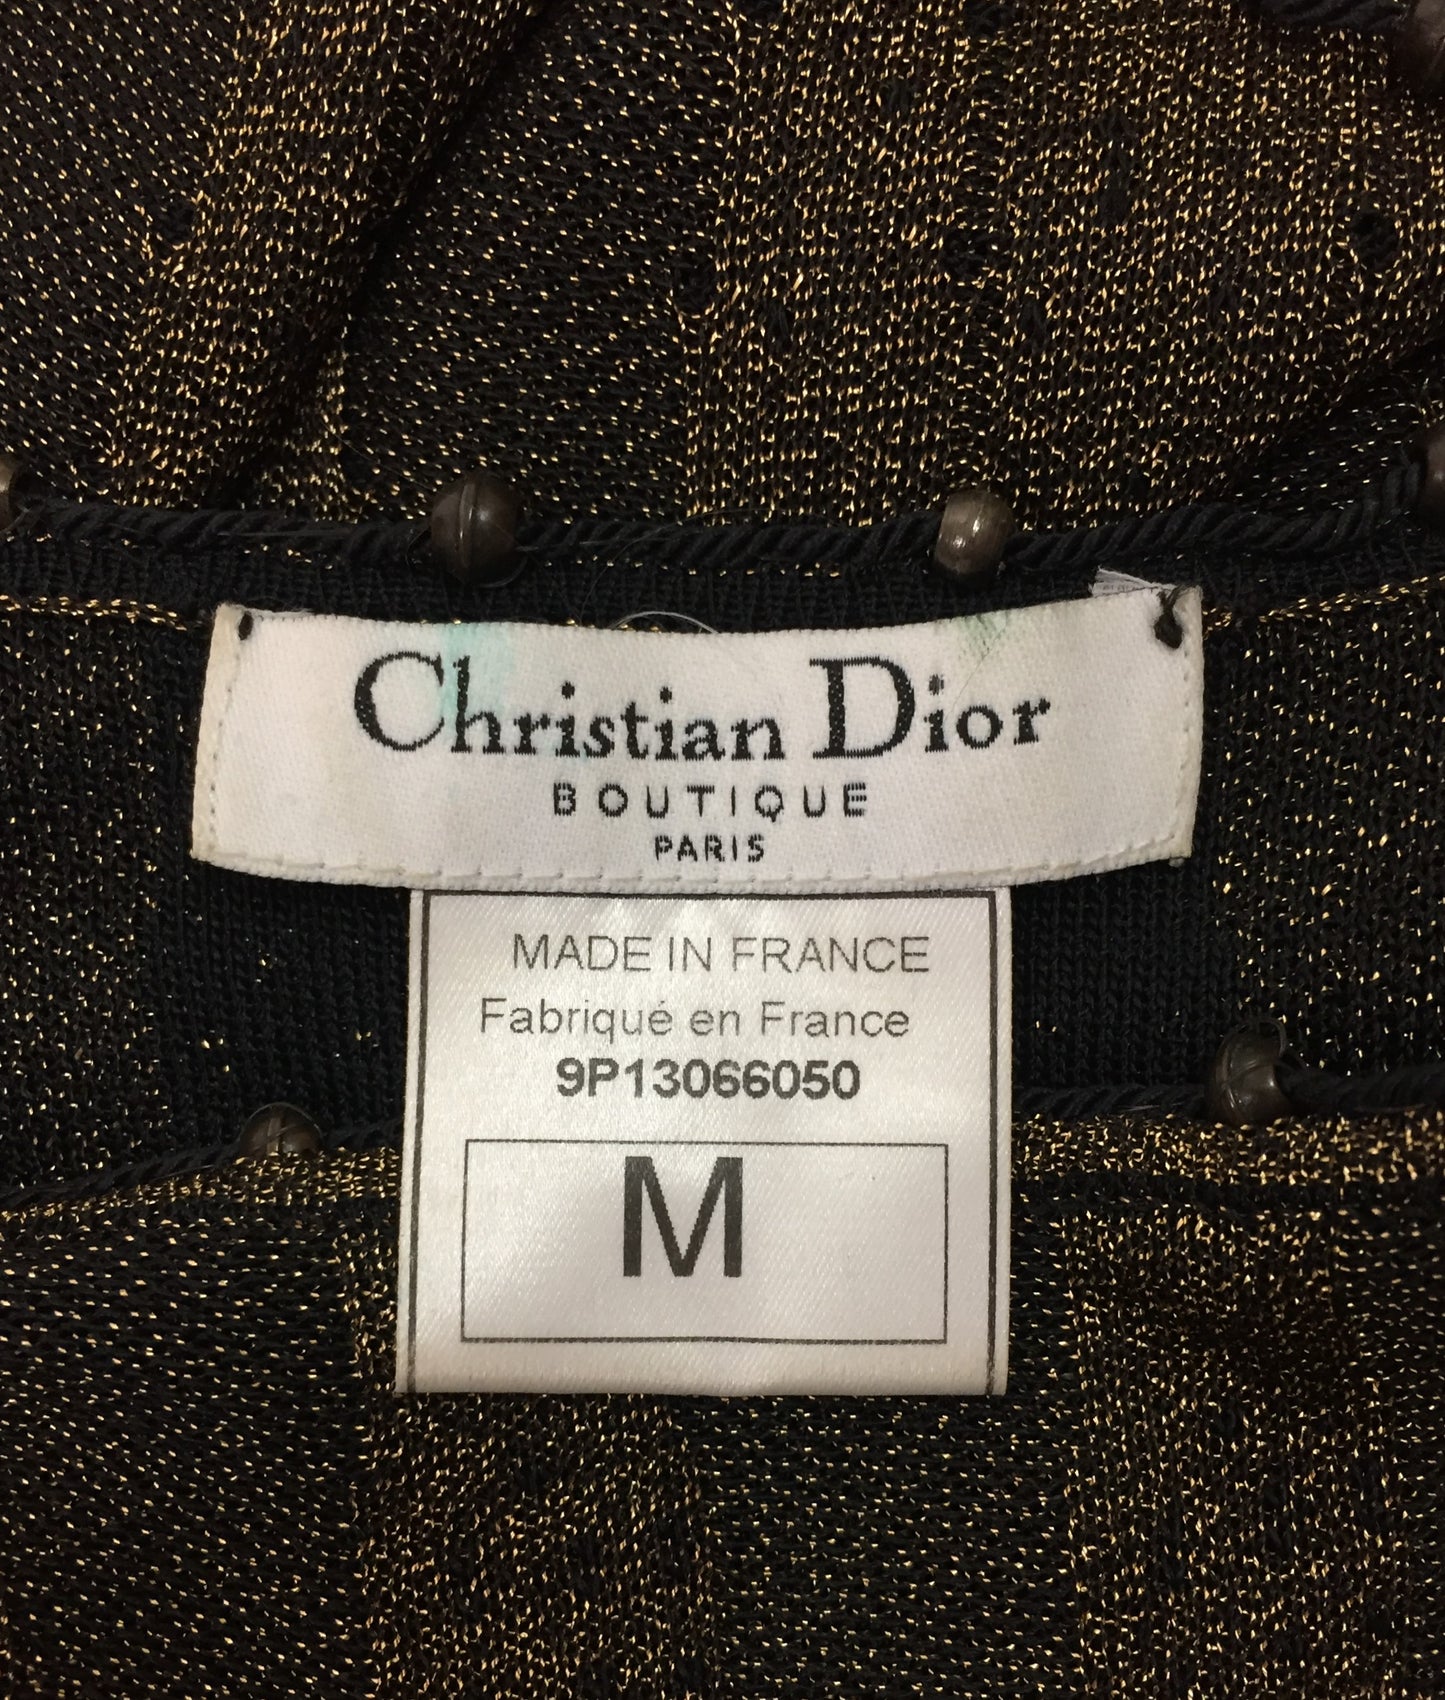 Christian Dior
BOUTIQUE
PARIS
MADE IN FRANCE
Fabriqué en France
9P13066050
M